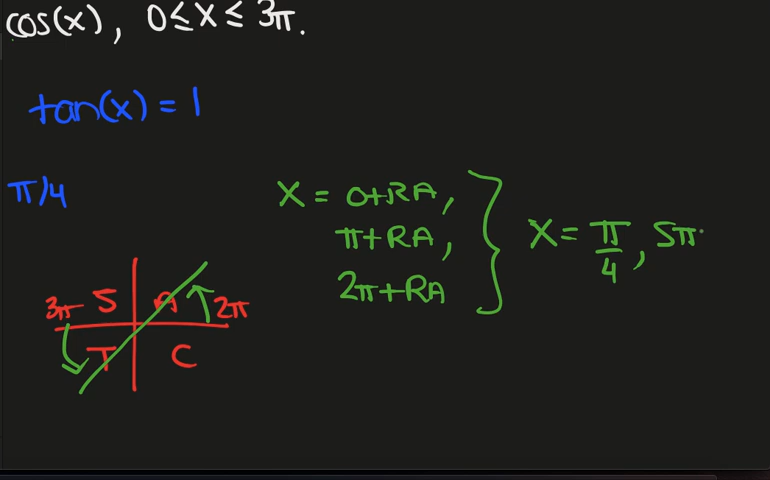 cos(x), 0≤x≤3π.
tan(x) = 1
π/4
x = 0+RA,
π+RA,
2π+RA
x = π/4, 5π
3π S A 2π
T C